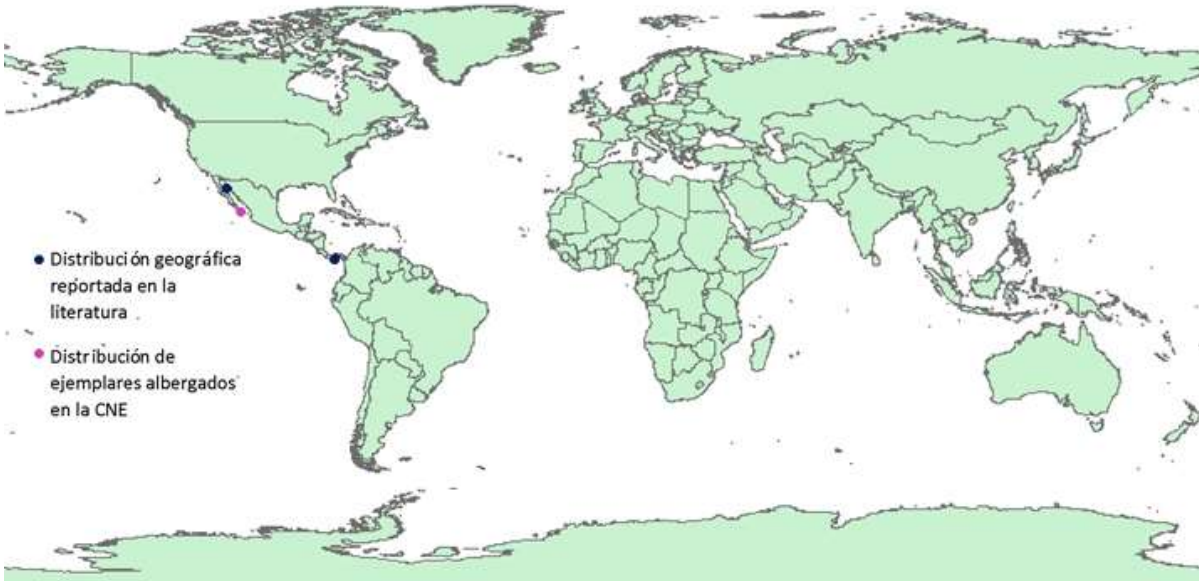 Distribución geográfica
reportada en la
literatura
Distribución de
ejemplares albergados
en la CNE